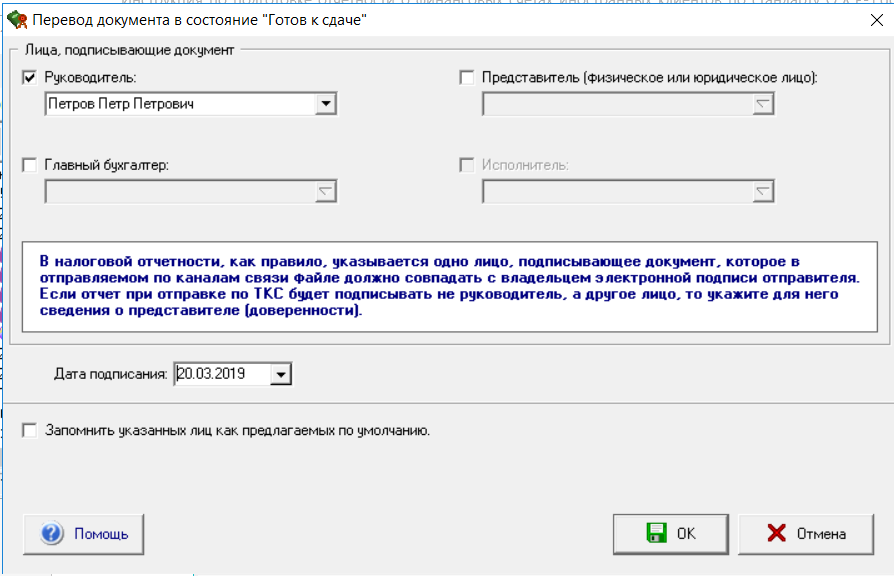 Перевод документа в состояние "Готов к сдаче"
Лица, подписывающие документ
Руководитель:
Представитель (физическое или юридическое лицо):
Петров Петр Петрович
Главный бухгалтер:
Исполнитель:
В налоговой отчетности, как правило, указывается одно лицо, подписывающее документ, которое в
отправляемом по каналам связи файле должно совпадать с владельцем электронной подписи отправителя.
Если отчет при отправке по ТКС будет подписывать не руководитель, а другое лицо, то укажите для него
сведения о представителе (доверенности).
Дата подписания: 20.03.2019
Запомнить указанных лиц как предлагаемых по умолчанию.
Помощь
OK
Отмена